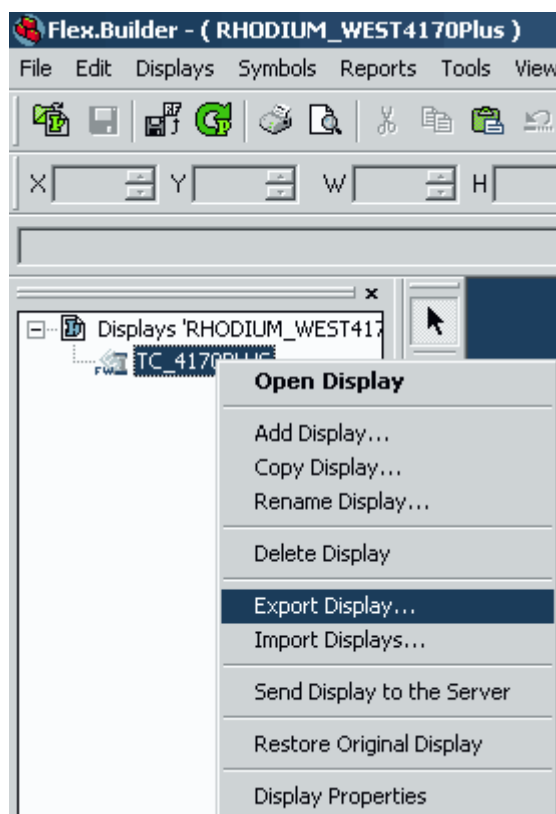 Flex.Builder - ( RHODIUM_WEST4170Plus )
File Edit Displays Symbols Reports Tools View
X Y W H
Displays 'RHODIUM_WEST417
FW TC_4170PLUS
Open Display
Add Display...
Copy Display...
Rename Display...
Delete Display
Export Display...
Import Displays...
Send Display to the Server
Restore Original Display
Display Properties